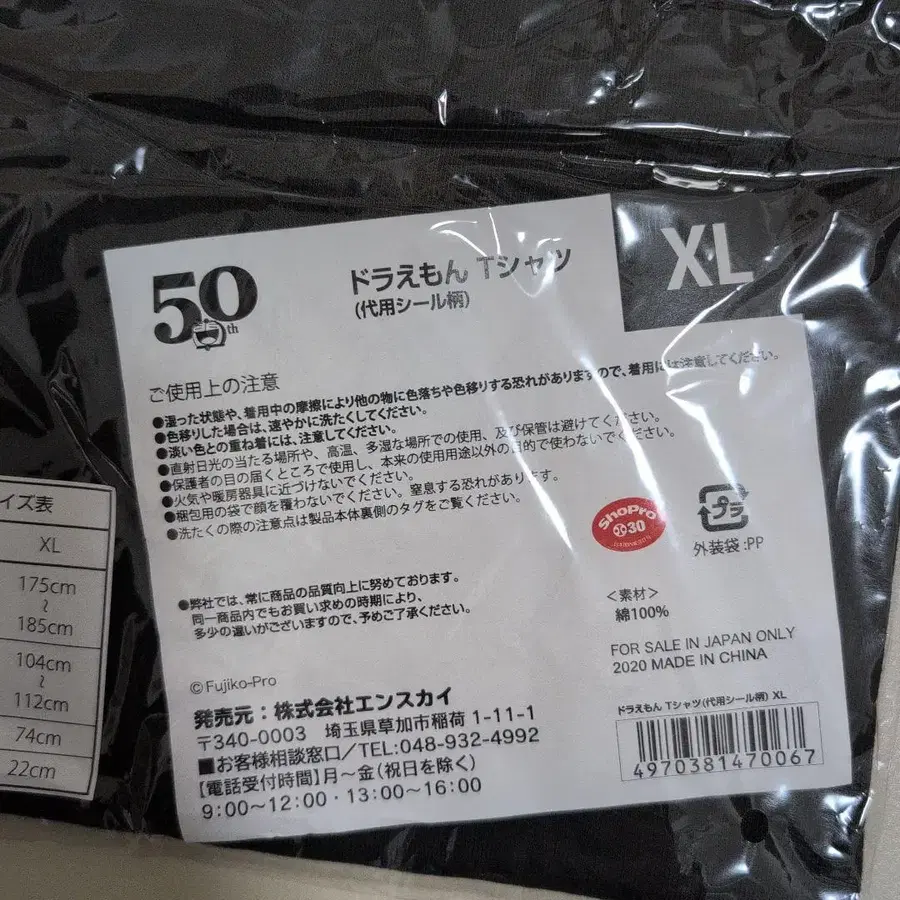 50th
ドラえもん Tシャツ
(代用シール柄)
XL
ご使用上の注意
●湿った状態や、着用中の摩擦により他の物に色落ちや色移りする恐れがありますので、着用には注意してください。
●色移りした場合は、速やかに洗たくしてください。
●淡い色との重ね着には、注意してください。
●直射日光の当たる場所や、高温、多湿な場所での使用、及び保管は避けてください。
●保護者の目の届くところで使用し、本来の使用用途以外の目的で使わないでください。
●火気や暖房器具に近づけないでください。
●梱包用の袋で顔を覆わないでください。窒息する恐れがあります。
●洗たくの際の注意点は製品本体裏側のタグをご覧ください。
ShoPro
30
プラ
外装袋:PP
●弊社では、常に商品の品質向上に努めております。
同一商品内でもお買い求めの時期により、
多少の違いがございますので、予めご了承ください。
<素材>
綿100%
FOR SALE IN JAPAN ONLY
2020 MADE IN CHINA
©Fujiko-Pro
発売元：株式会社エンスカイ
〒340-0003 埼玉県草加市稲荷 1-11-1
■お客様相談窓口／TEL:048-932-4992
【電話受付時間】月～金(祝日を除く)
9:00～12:00・13:00～16:00
ドラえもん Tシャツ(代用シール柄) XL
4970381470067
イズ表
XL
175cm
～
185cm
104cm
～
112cm
74cm
22cm